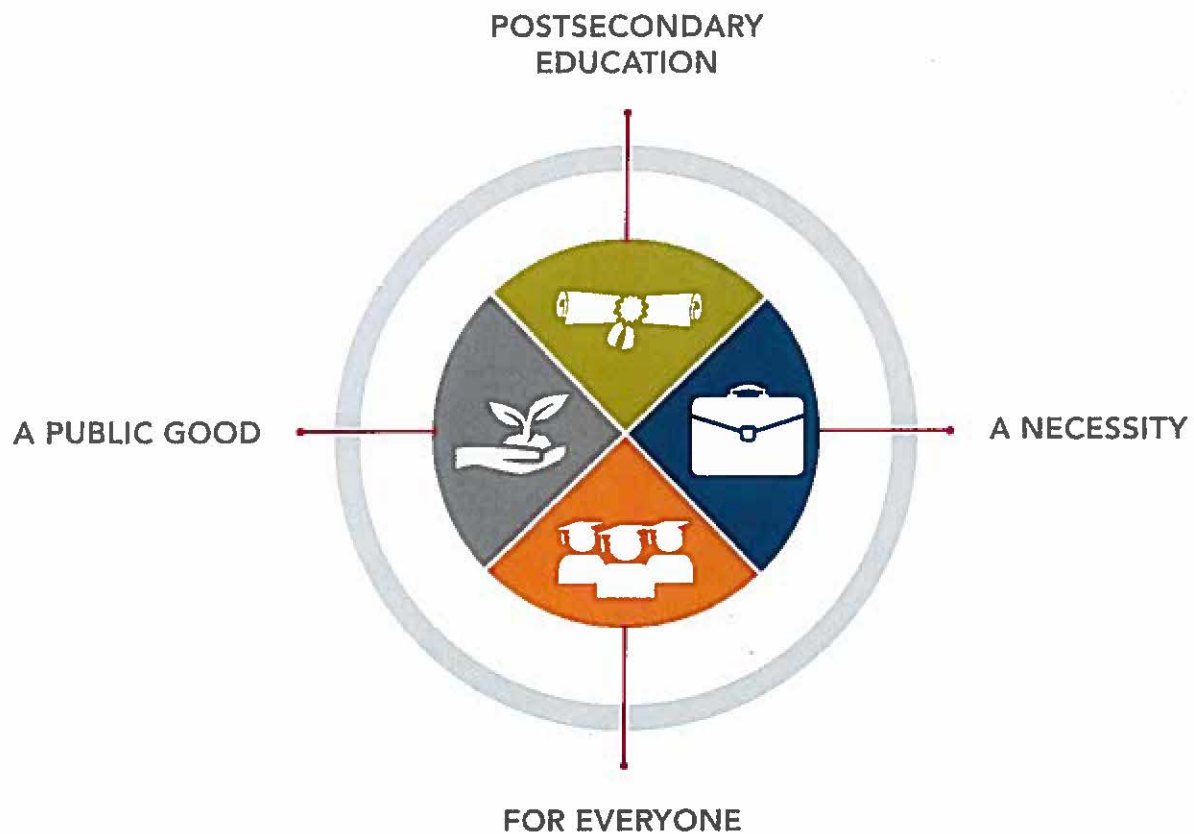 POSTSECONDARY
EDUCATION
A PUBLIC GOOD
A NECESSITY
FOR EVERYONE